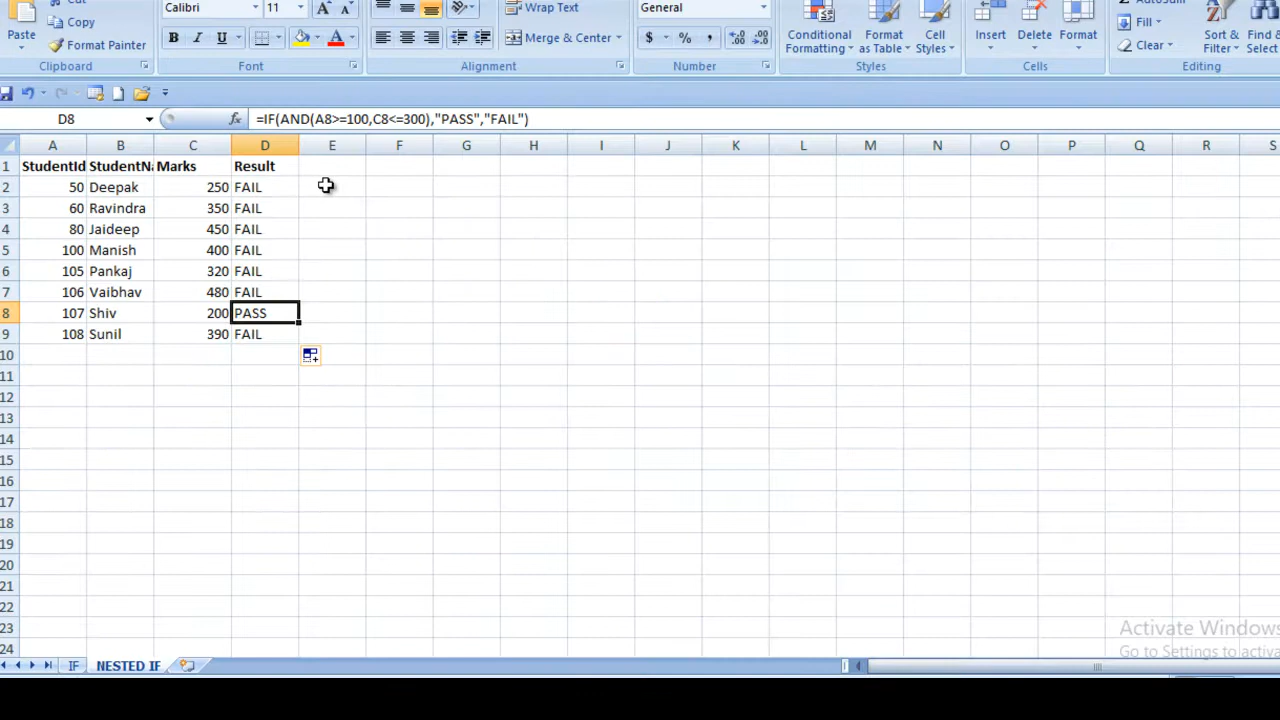 Cut Calibri 11 Wrap Text General AutoSum
Paste Copy Conditional Format Cell Insert Delete Format Fill Sort & Find &
Format Painter B I U A Merge & Center $ % , Formatting as Table Styles Clear Filter Select
Clipboard Font Alignment Number Styles Cells Editing
D8 fx =IF(AND(A8>=100,C8<=300),"PASS","FAIL")
A B C D E F G H I J K L M N O P Q R S
1 StudentId StudentNa Marks Result
2 50 Deepak 250 FAIL
3 60 Ravindra 350 FAIL
4 80 Jaideep 450 FAIL
5 100 Manish 400 FAIL
6 105 Pankaj 320 FAIL
7 106 Vaibhav 480 FAIL
8 107 Shiv 200 PASS
9 108 Sunil 390 FAIL
10
11
12
13
14
15
16
17
18
19
20
21
22
23
24
Activate Windows
Go to Settings to activa
IF NESTED IF